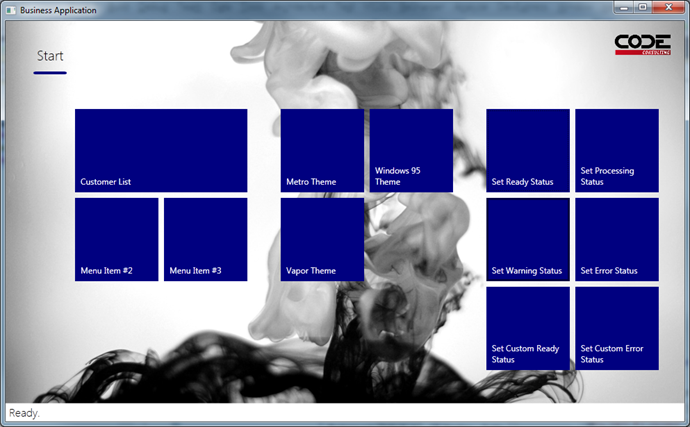 Business Application
Start
CODE
CONSULTING
Customer List
Menu Item #2
Menu Item #3
Metro Theme
Windows 95
Theme
Vapor Theme
Set Ready Status
Set Processing
Status
Set Warning Status
Set Error Status
Set Custom Ready
Status
Set Custom Error
Status
Ready.